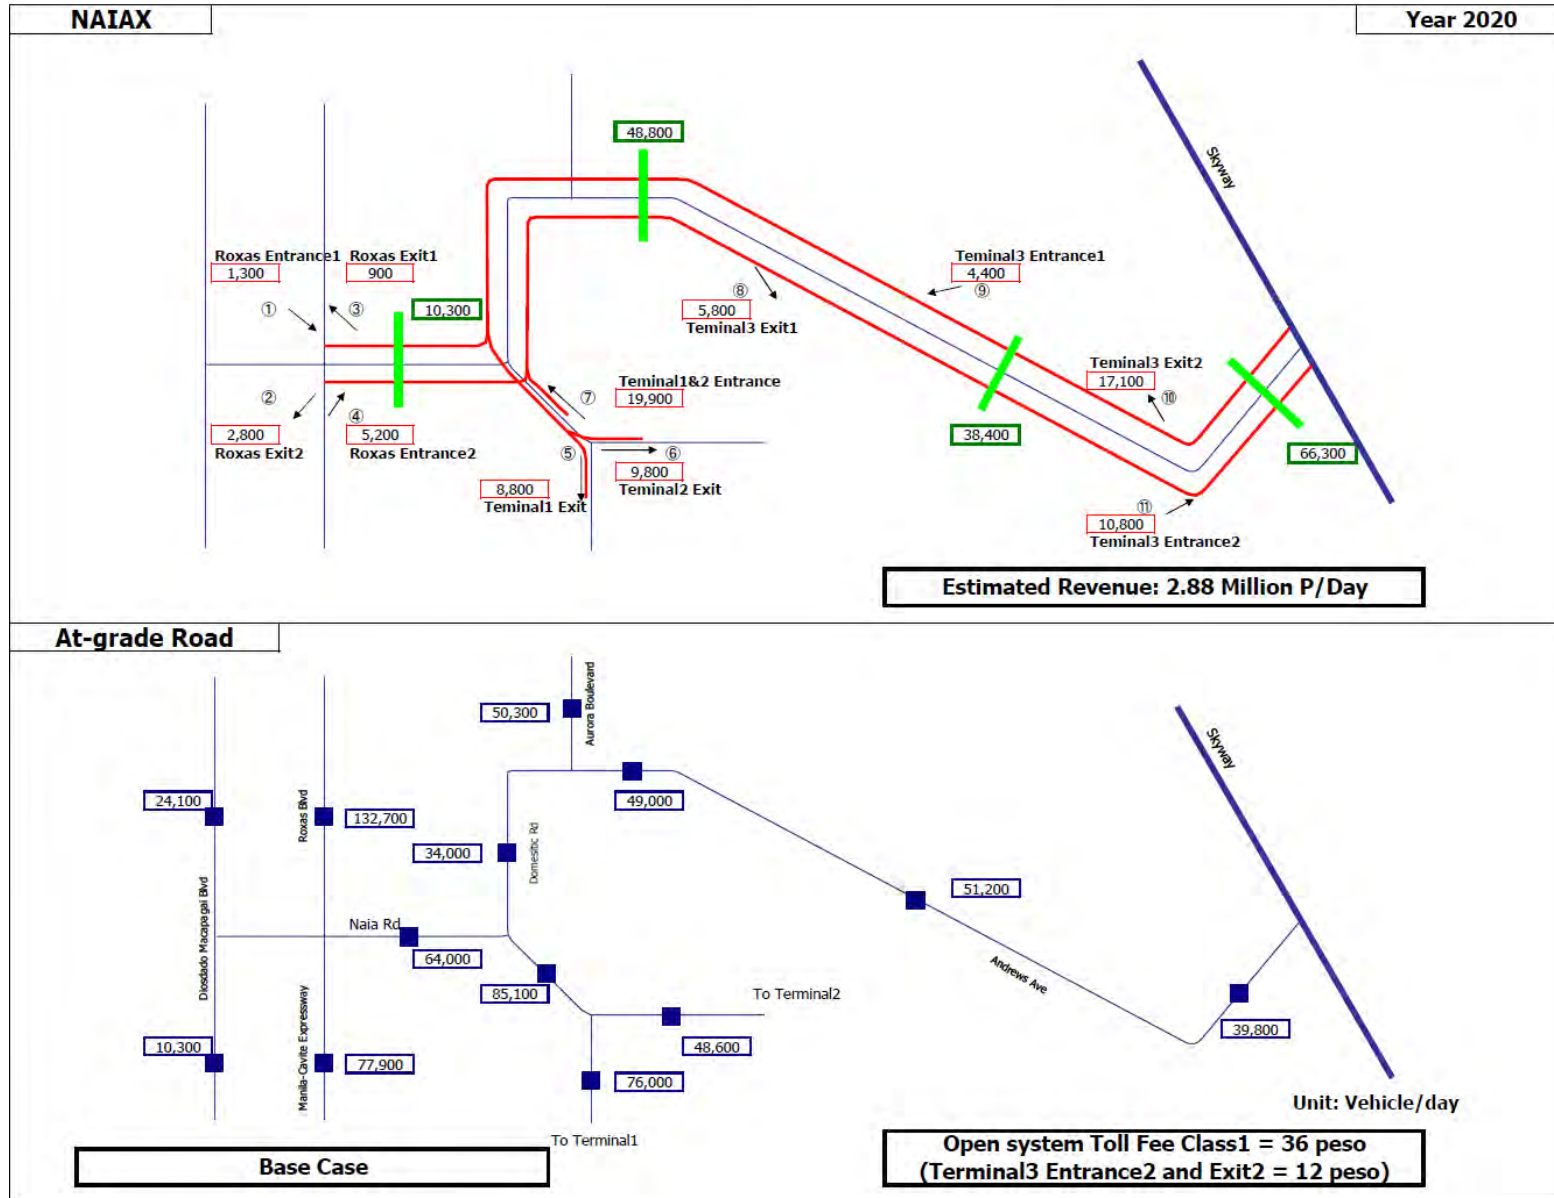 NAIAX
Year 2020
48,800
Skyway
Roxas Entrance1
1,300
Roxas Exit1
900
Teminal3 Entrance1
4,400
⑨
①
③
10,300
⑧
5,800
Teminal3 Exit1
Teminal3 Exit2
17,100
⑩
②
④
⑦
Teminal1&2 Entrance
19,900
2,800
Roxas Exit2
5,200
Roxas Entrance2
38,400
66,300
⑤
⑥
9,800
Teminal2 Exit
8,800
Teminal1 Exit
⑪
10,800
Teminal3 Entrance2
Estimated Revenue: 2.88 Million P/Day
At-grade Road
50,300
Aurora Boulevard
Skyway
24,100
Roxas Blvd
132,700
49,000
34,000
Domesitic Rd
51,200
Diosdado Macapagal Blvd
Naia Rd
64,000
Andrews Ave
85,100
To Terminal2
Manila-Cavite Expressway
10,300
77,900
48,600
39,800
76,000
Unit: Vehicle/day
To Terminal1
Base Case
Open system Toll Fee Class1 = 36 peso
(Terminal3 Entrance2 and Exit2 = 12 peso)